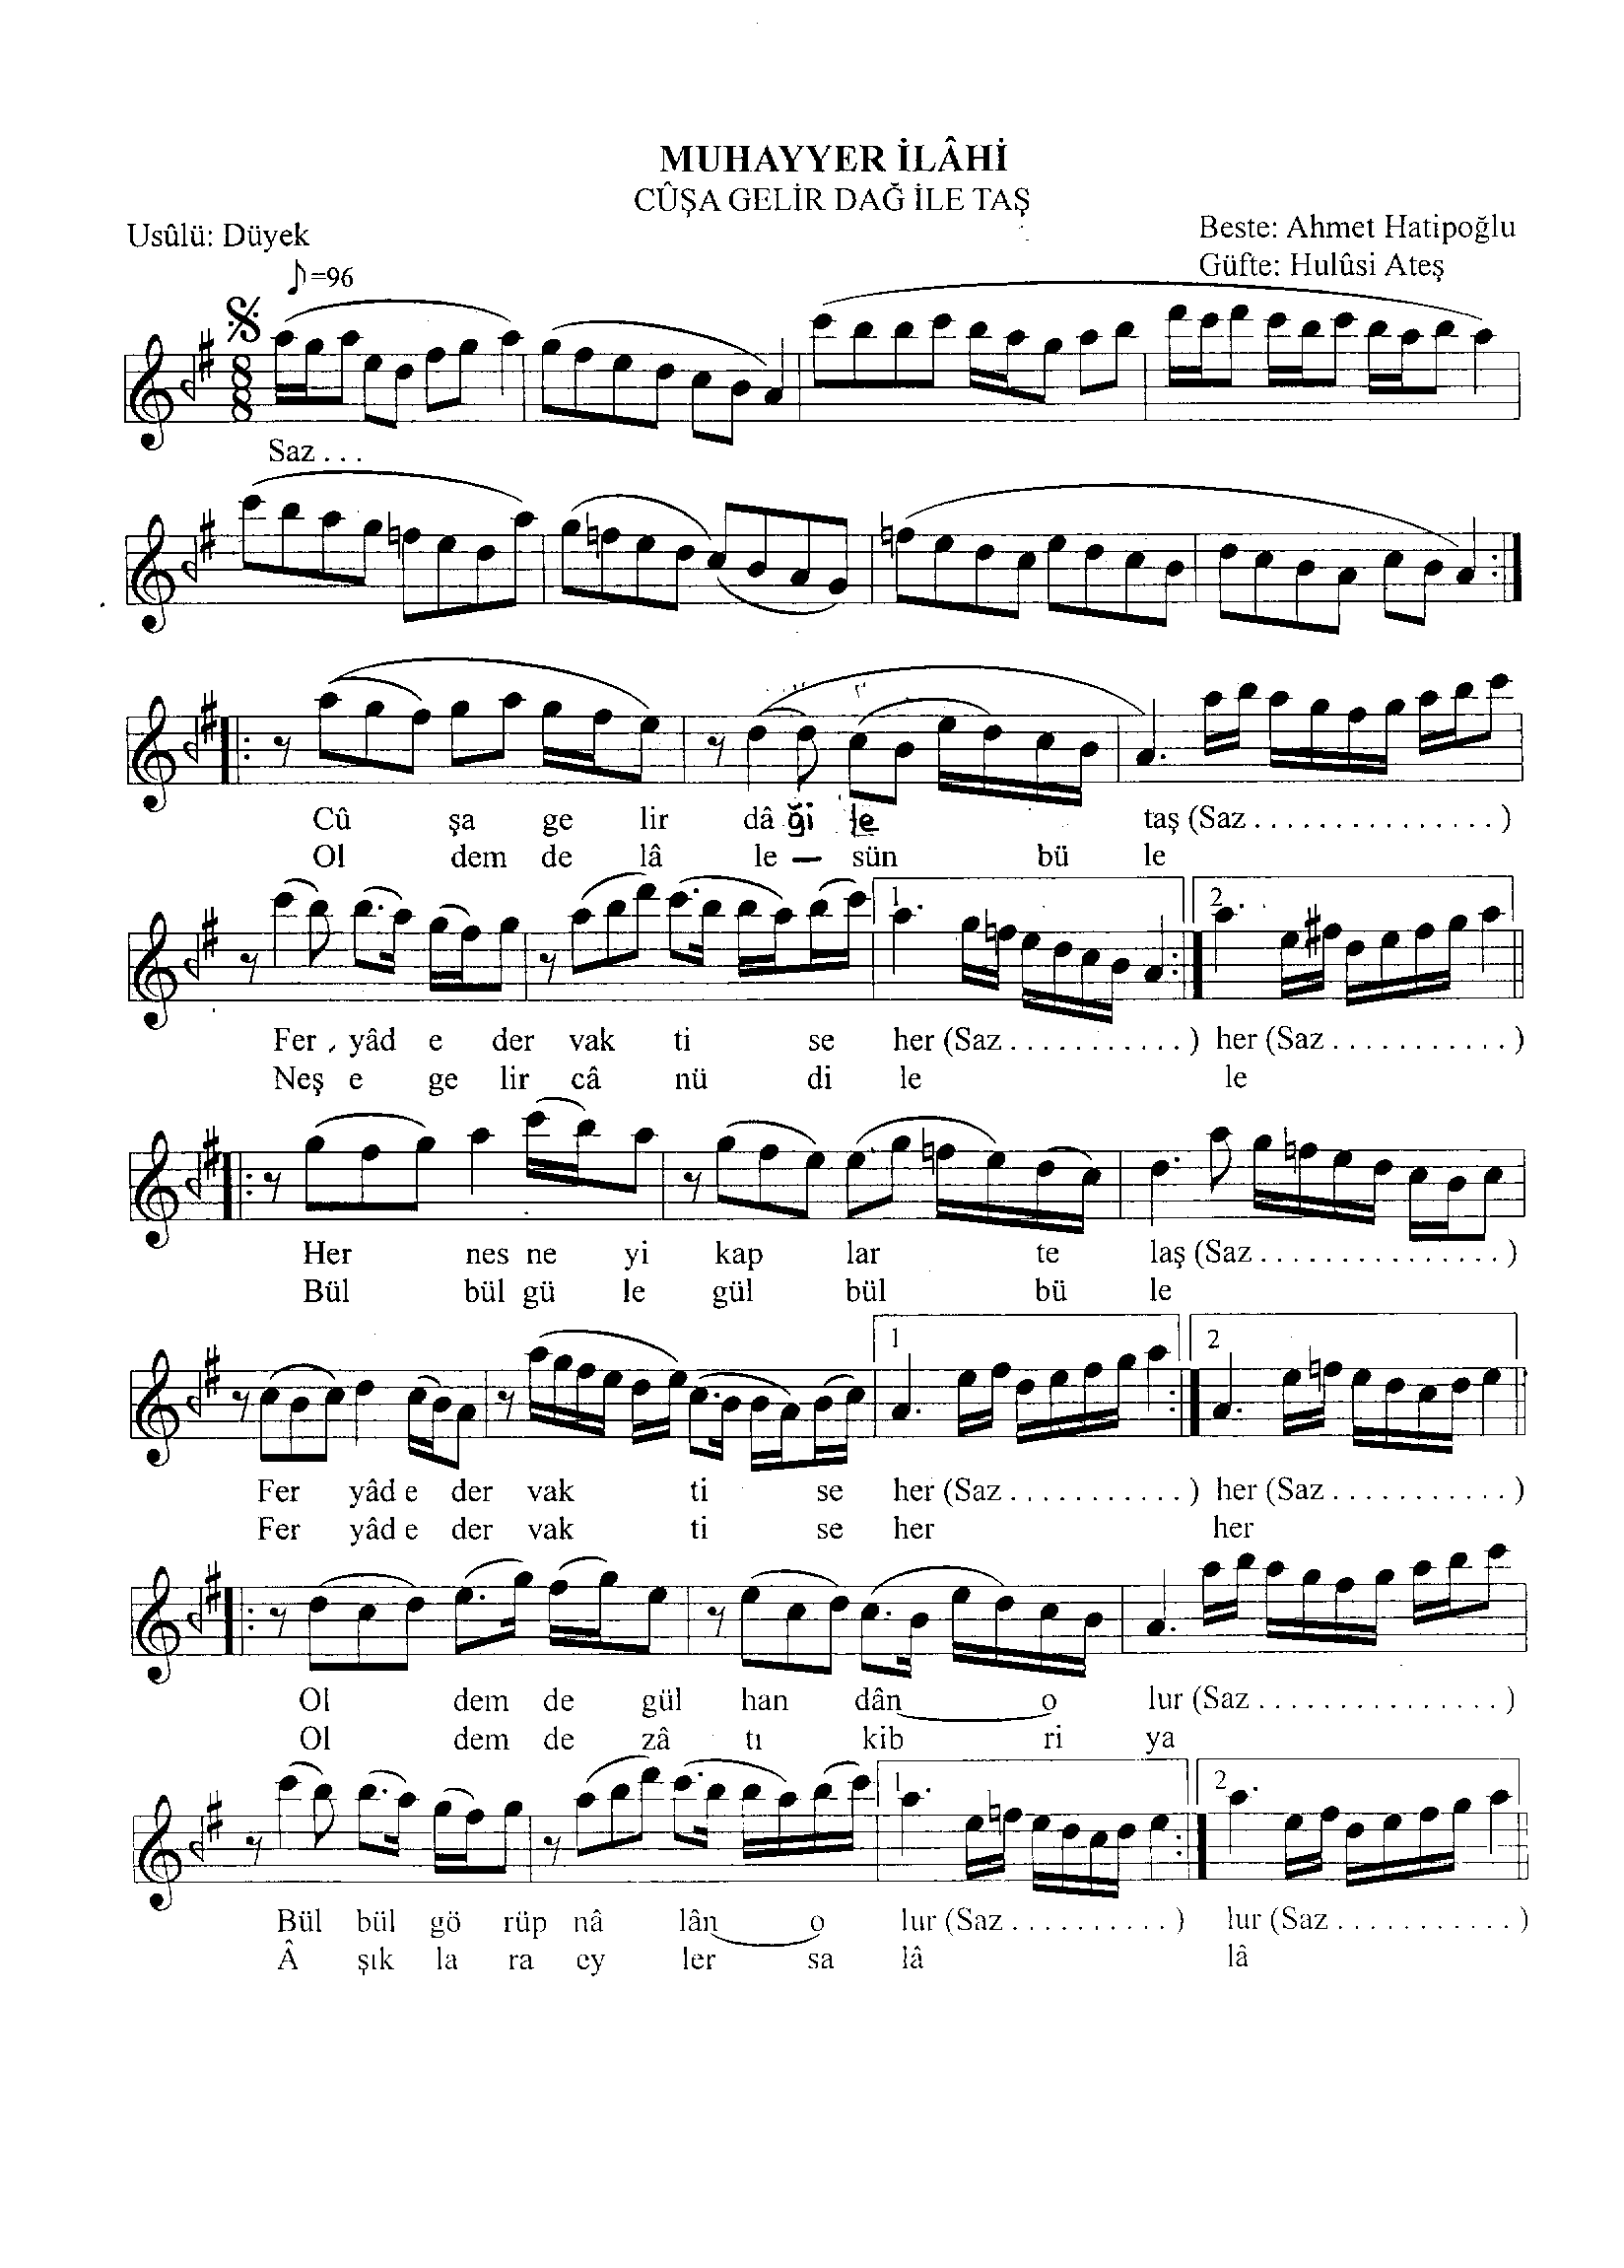 MUHAYYER İLÂHİ
CÛŞA GELİR DAĞ İLE TAŞ
Usûlü: Düyek
Beste: Ahmet Hatipoğlu
Güfte: Hulûsi Ateş
♪=96
8 8
Saz . . .
Cû şa ge lir dâ ği le taş (Saz . . . . . . . . . . . . . . . )
Ol dem de lâ le — sün bü le
1 2
Fer yâd e der vak ti se her (Saz . . . . . . . . . . . ) her (Saz . . . . . . . . . . . )
Neş e ge lir câ nü di le le
Her nes ne yi kap lar te laş (Saz . . . . . . . . . . . . . . . )
Bül bül gü le gül bül bü le
1 2
Fer yâd e der vak ti se her (Saz . . . . . . . . . . . ) her (Saz . . . . . . . . . . . )
Fer yâd e der vak ti se her her
Ol dem de gül han dân o lur (Saz . . . . . . . . . . . . . . . )
Ol dem de zâ tı kib ri ya
1 2
Bül bül gö rüp nâ lân o lur (Saz . . . . . . . . . . ) lur (Saz . . . . . . . . . . . )
 şık la ra ey ler sa lâ lâ